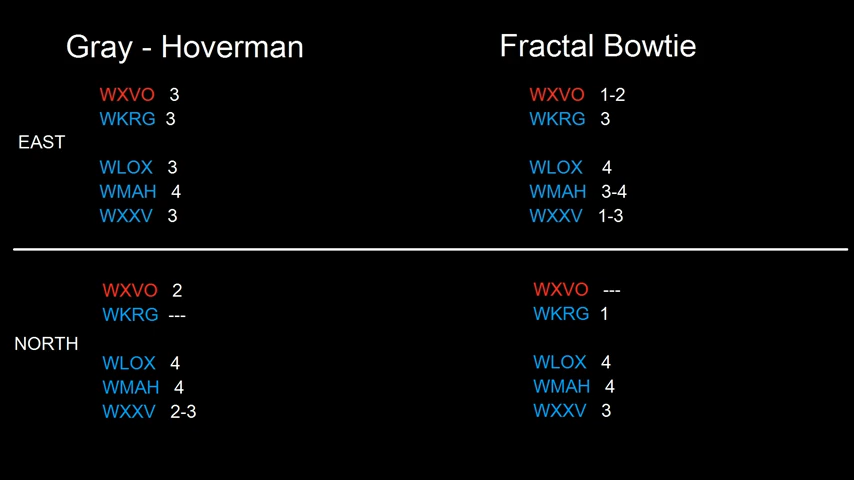 Gray - Hoverman
Fractal Bowtie
EAST
WXVO 3
WKRG 3
WLOX 3
WMAH 4
WXXV 3
WXVO 1-2
WKRG 3
WLOX 4
WMAH 3-4
WXXV 1-3
NORTH
WXVO 2
WKRG ---
WLOX 4
WMAH 4
WXXV 2-3
WXVO ---
WKRG 1
WLOX 4
WMAH 4
WXXV 3